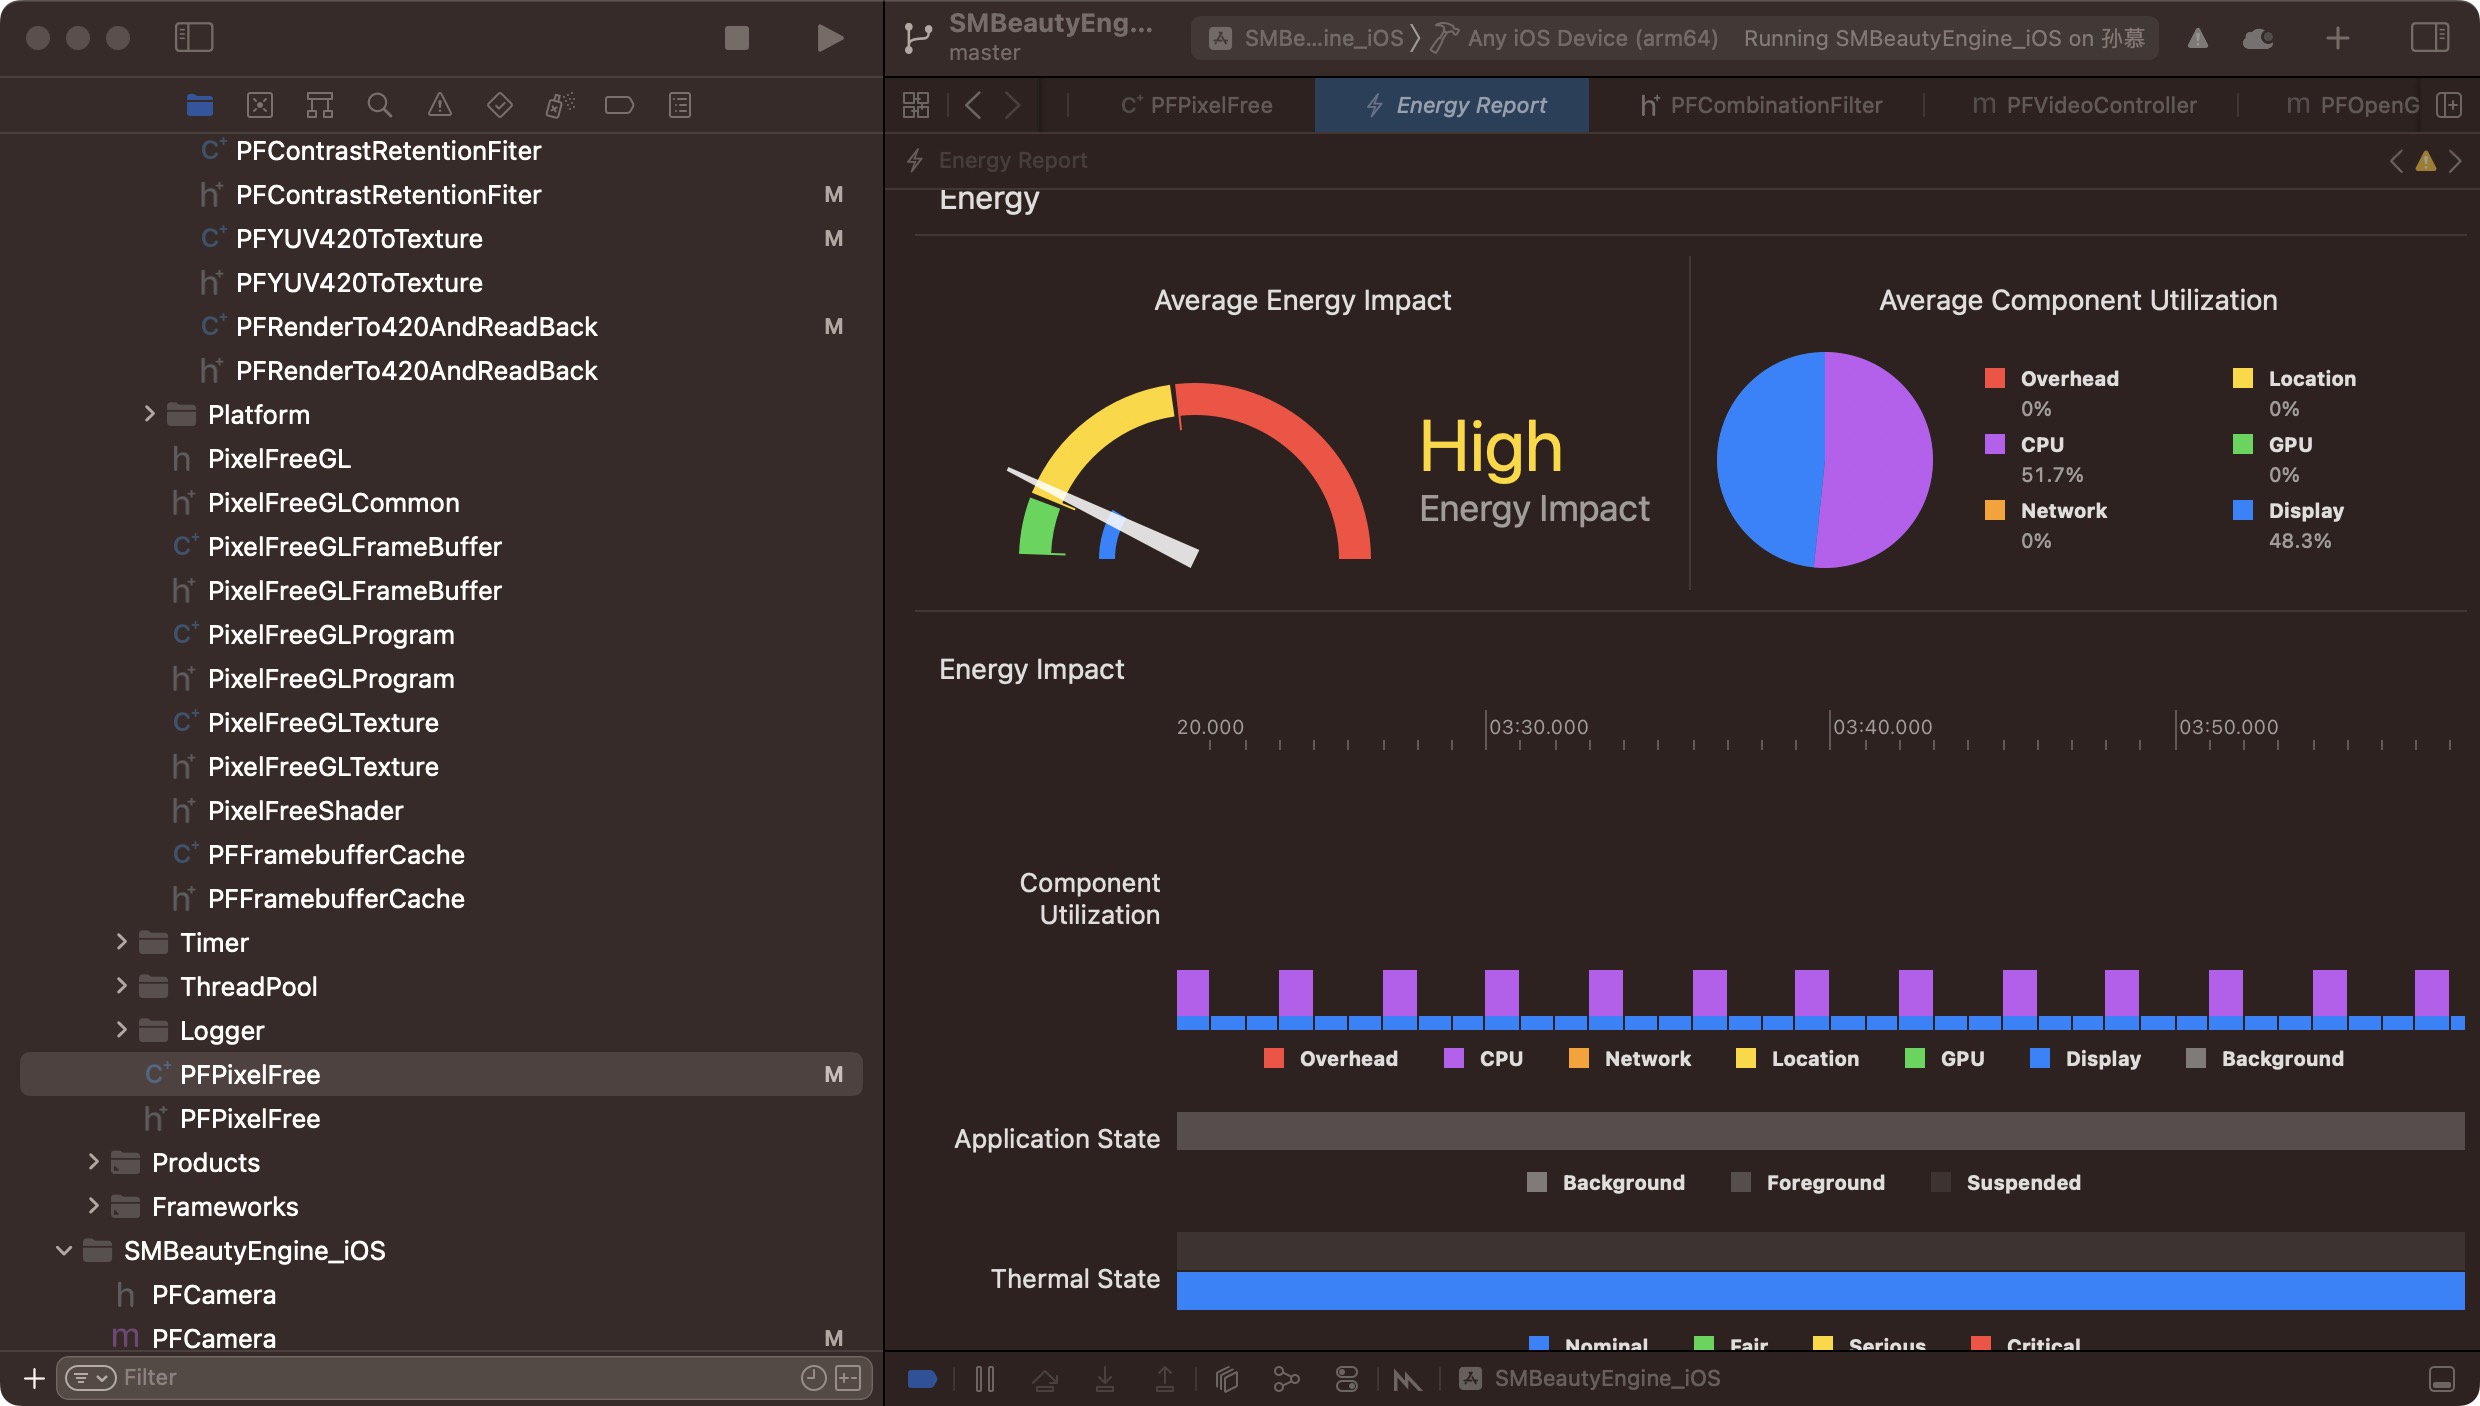 SMBeautyEng...
master
SMBe...ine_iOS
Any iOS Device (arm64)
Running SMBeautyEngine_iOS on 孙慕
PFPixelFree
Energy Report
PFCombinationFilter
PFVideoController
PFOpenG
Energy Report
PFContrastRetentionFiter
PFContrastRetentionFiter M
PFYUV420ToTexture M
PFYUV420ToTexture
PFRenderTo420AndReadBack M
PFRenderTo420AndReadBack
Platform
PixelFreeGL
PixelFreeGLCommon
PixelFreeGLFrameBuffer
PixelFreeGLFrameBuffer
PixelFreeGLProgram
PixelFreeGLProgram
PixelFreeGLTexture
PixelFreeGLTexture
PixelFreeShader
PFFramebufferCache
PFFramebufferCache
Timer
ThreadPool
Logger
PFPixelFree M
PFPixelFree
Products
Frameworks
SMBeautyEngine_iOS
PFCamera
PFCamera M
Filter
Energy
Average Energy Impact
High
Energy Impact
Average Component Utilization
Overhead
0%
Location
0%
CPU
51.7%
GPU
0%
Network
0%
Display
48.3%
Energy Impact
20.000 03:30.000 03:40.000 03:50.000
Component
Utilization
Overhead CPU Network Location GPU Display Background
Application State
Background Foreground Suspended
Thermal State
Nominal Fair Serious Critical
SMBeautyEngine_iOS